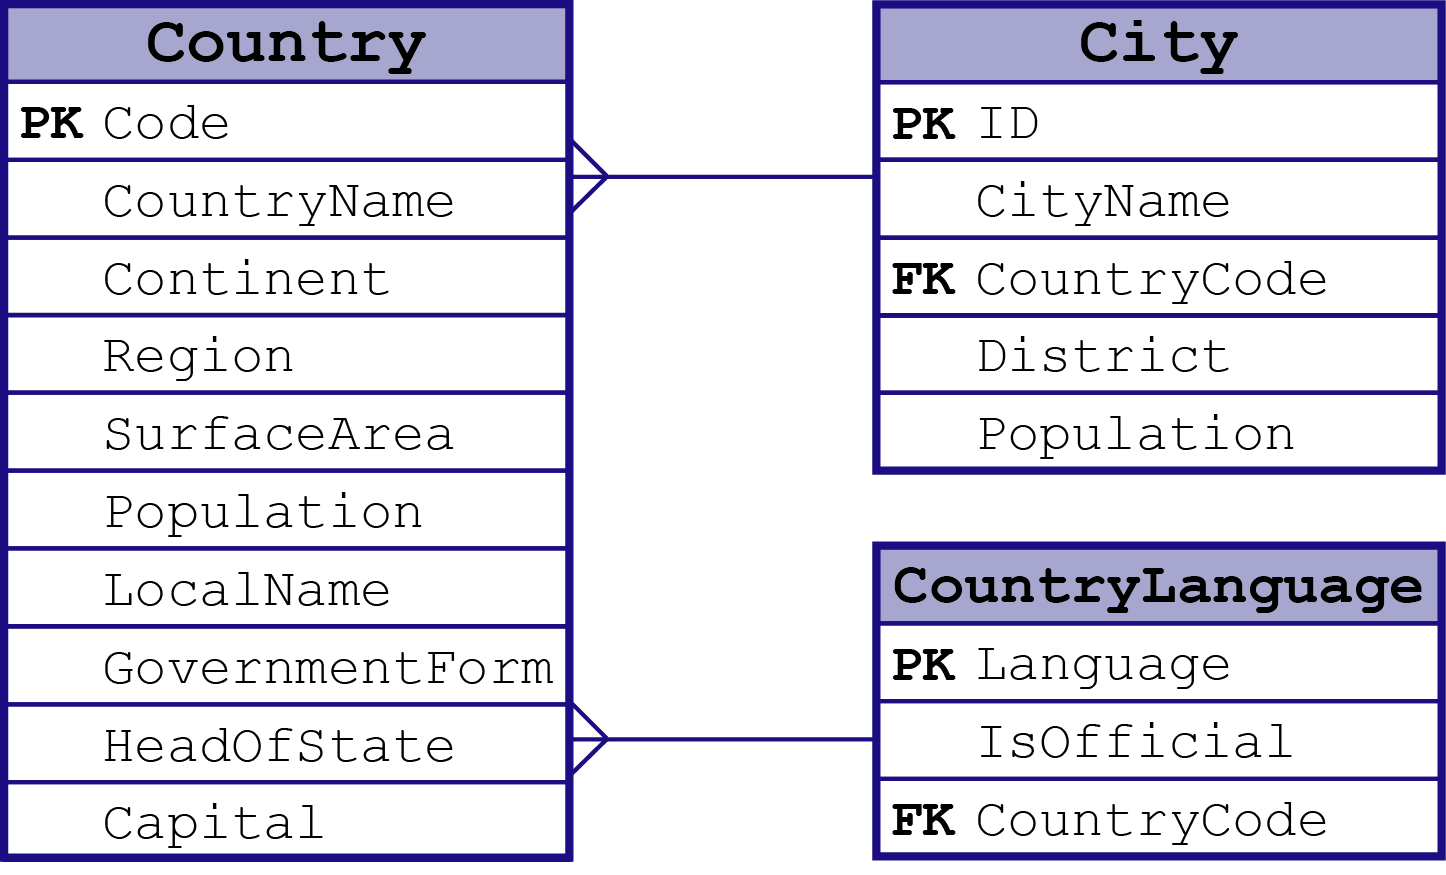 Country
PK Code
CountryName
Continent
Region
SurfaceArea
Population
LocalName
GovernmentForm
HeadOfState
Capital
City
PK ID
CityName
FK CountryCode
District
Population
CountryLanguage
PK Language
IsOfficial
FK CountryCode